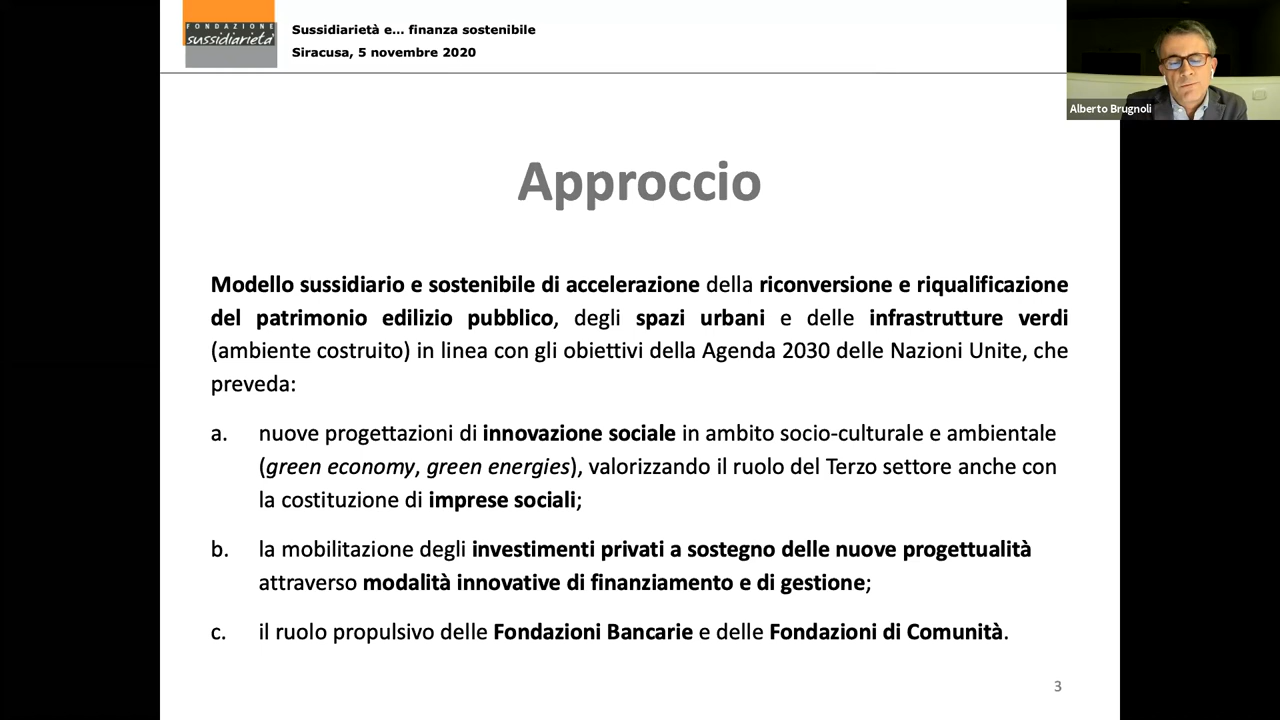 FONDAZIONE
sussidiarietà
Sussidiarietà e... finanza sostenibile
Siracusa, 5 novembre 2020
Alberto Brugnoli
Approccio
Modello sussidiario e sostenibile di accelerazione della riconversione e riqualificazione
del patrimonio edilizio pubblico, degli spazi urbani e delle infrastrutture verdi
(ambiente costruito) in linea con gli obiettivi della Agenda 2030 delle Nazioni Unite, che
preveda:
a. nuove progettazioni di innovazione sociale in ambito socio-culturale e ambientale
(green economy, green energies), valorizzando il ruolo del Terzo settore anche con
la costituzione di imprese sociali;
b. la mobilitazione degli investimenti privati a sostegno delle nuove progettualità
attraverso modalità innovative di finanziamento e di gestione;
c. il ruolo propulsivo delle Fondazioni Bancarie e delle Fondazioni di Comunità.
3